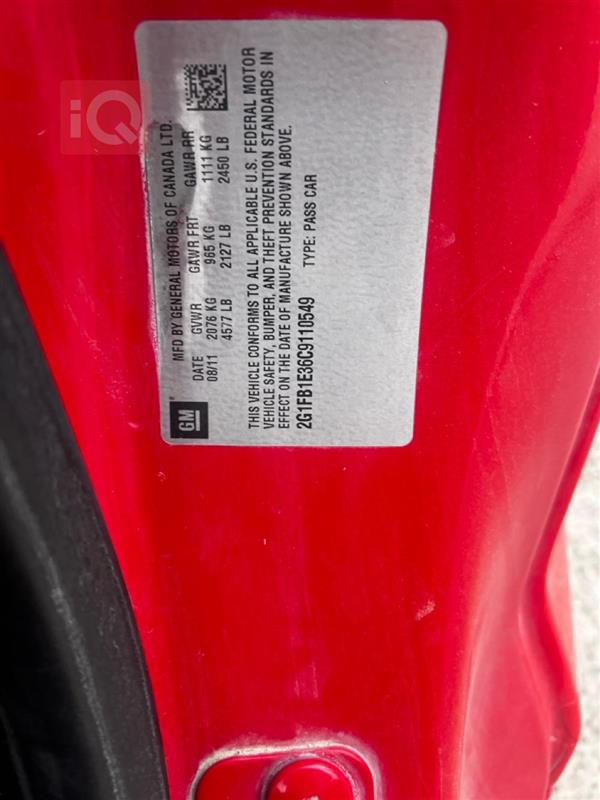 iQ
MFD BY GENERAL MOTORS OF CANADA LTD.
DATE GVWR GAWR FRT GAWR RR
08/11 2076 KG 965 KG 1111 KG
4577 LB 2127 LB 2450 LB
THIS VEHICLE CONFORMS TO ALL APPLICABLE U.S. FEDERAL MOTOR
VEHICLE SAFETY, BUMPER, AND THEFT PREVENTION STANDARDS IN
EFFECT ON THE DATE OF MANUFACTURE SHOWN ABOVE.
2G1FB1E36C9110549 TYPE: PASS CAR
GM